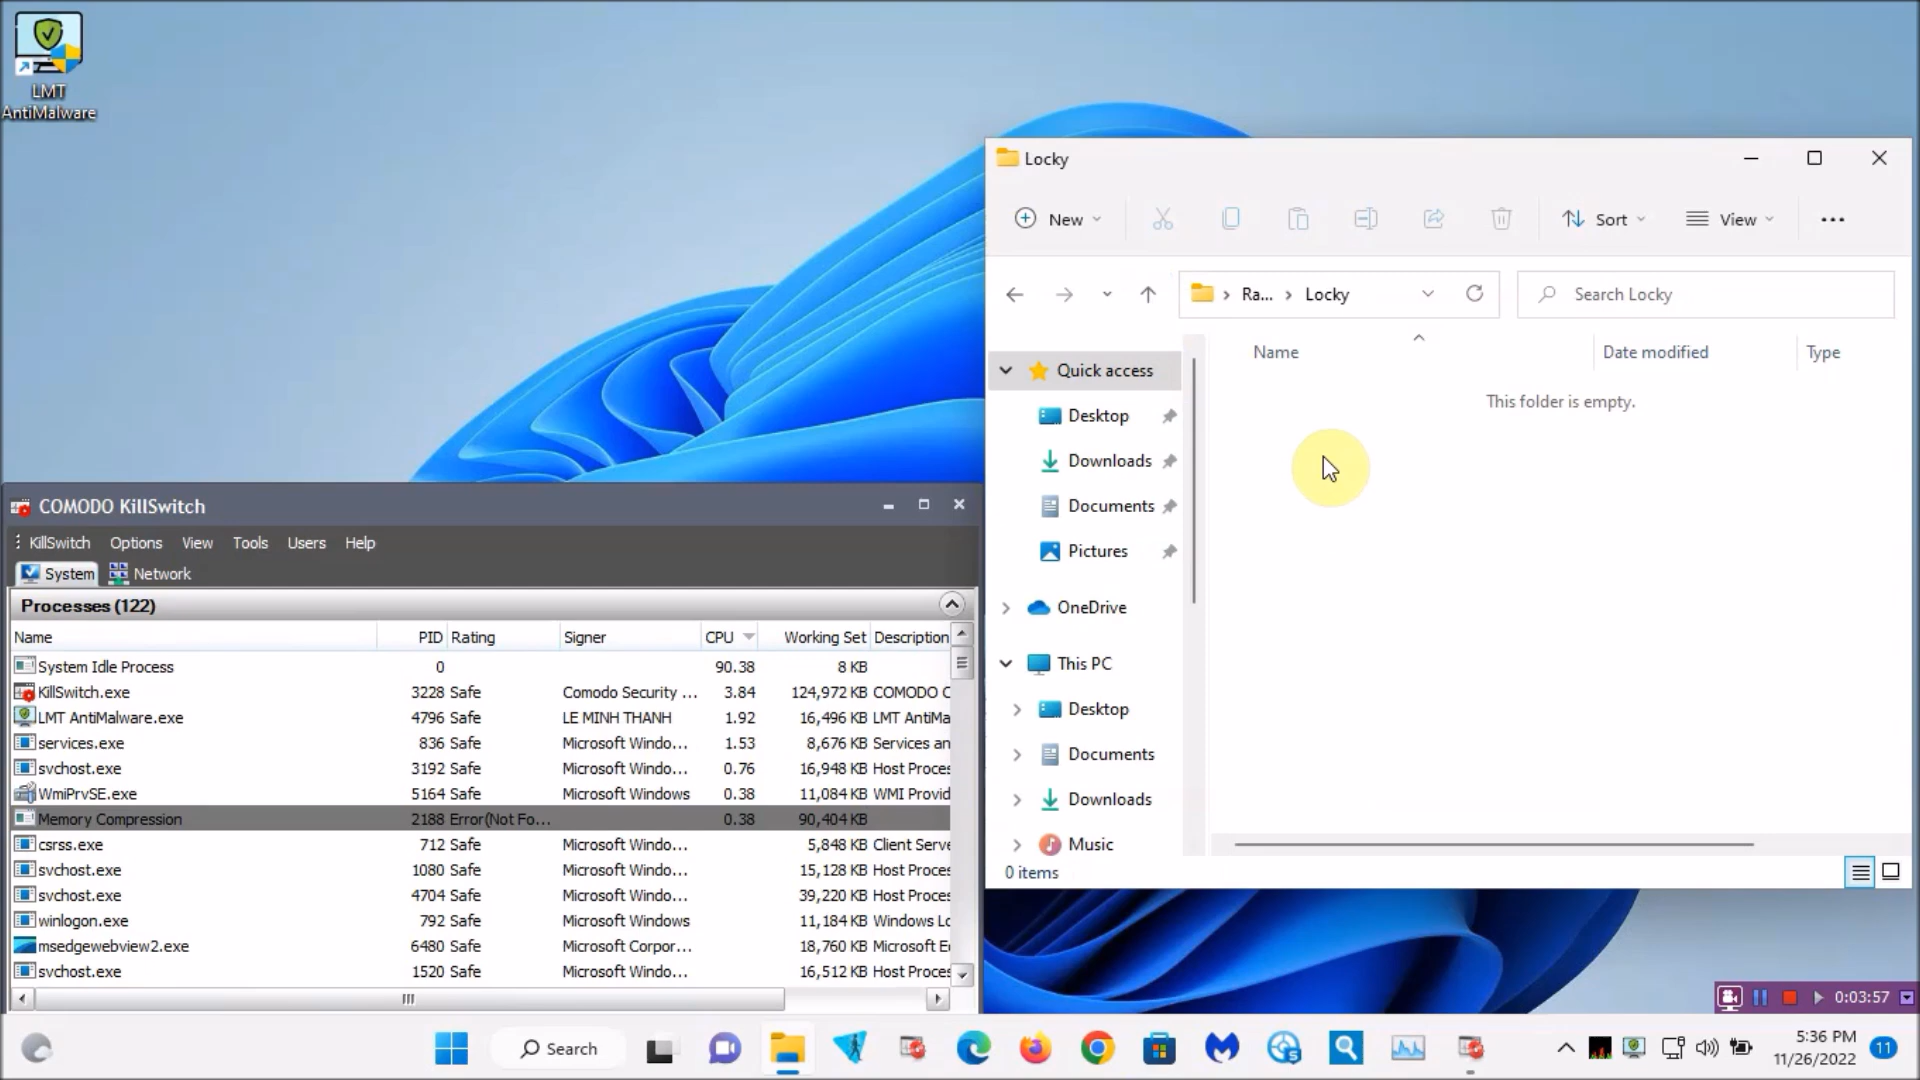 LMT
AntiMalware
Locky
New
Sort
View
Ra...
Locky
Search Locky
Name
Date modified
Type
This folder is empty.
Quick access
Desktop
Downloads
Documents
Pictures
OneDrive
This PC
Desktop
Documents
Downloads
Music
0 items
COMODO KillSwitch
KillSwitch Options View Tools Users Help
System Network
Processes (122)
Name PID Rating Signer CPU Working Set Description
System Idle Process 0 90.38 8 KB
KillSwitch.exe 3228 Safe Comodo Security ... 3.84 124,972 KB COMODO C
LMT AntiMalware.exe 4796 Safe LE MINH THANH 1.92 16,496 KB LMT AntiMa
services.exe 836 Safe Microsoft Windo... 1.53 8,676 KB Services an
svchost.exe 3192 Safe Microsoft Windo... 0.76 16,948 KB Host Proces
WmiPrvSE.exe 5164 Safe Microsoft Windows 0.38 11,084 KB WMI Provid
Memory Compression 2188 Error(Not Fo... 0.38 90,404 KB
csrss.exe 712 Safe Microsoft Windo... 5,848 KB Client Serve
svchost.exe 1080 Safe Microsoft Windo... 15,128 KB Host Proces
svchost.exe 4704 Safe Microsoft Windo... 39,220 KB Host Proces
winlogon.exe 792 Safe Microsoft Windows 11,184 KB Windows Lo
msedgewebview2.exe 6480 Safe Microsoft Corpor... 18,760 KB Microsoft E
svchost.exe 1520 Safe Microsoft Windo... 16,512 KB Host Proces
0:03:57
Search
5:36 PM
11/26/2022
11